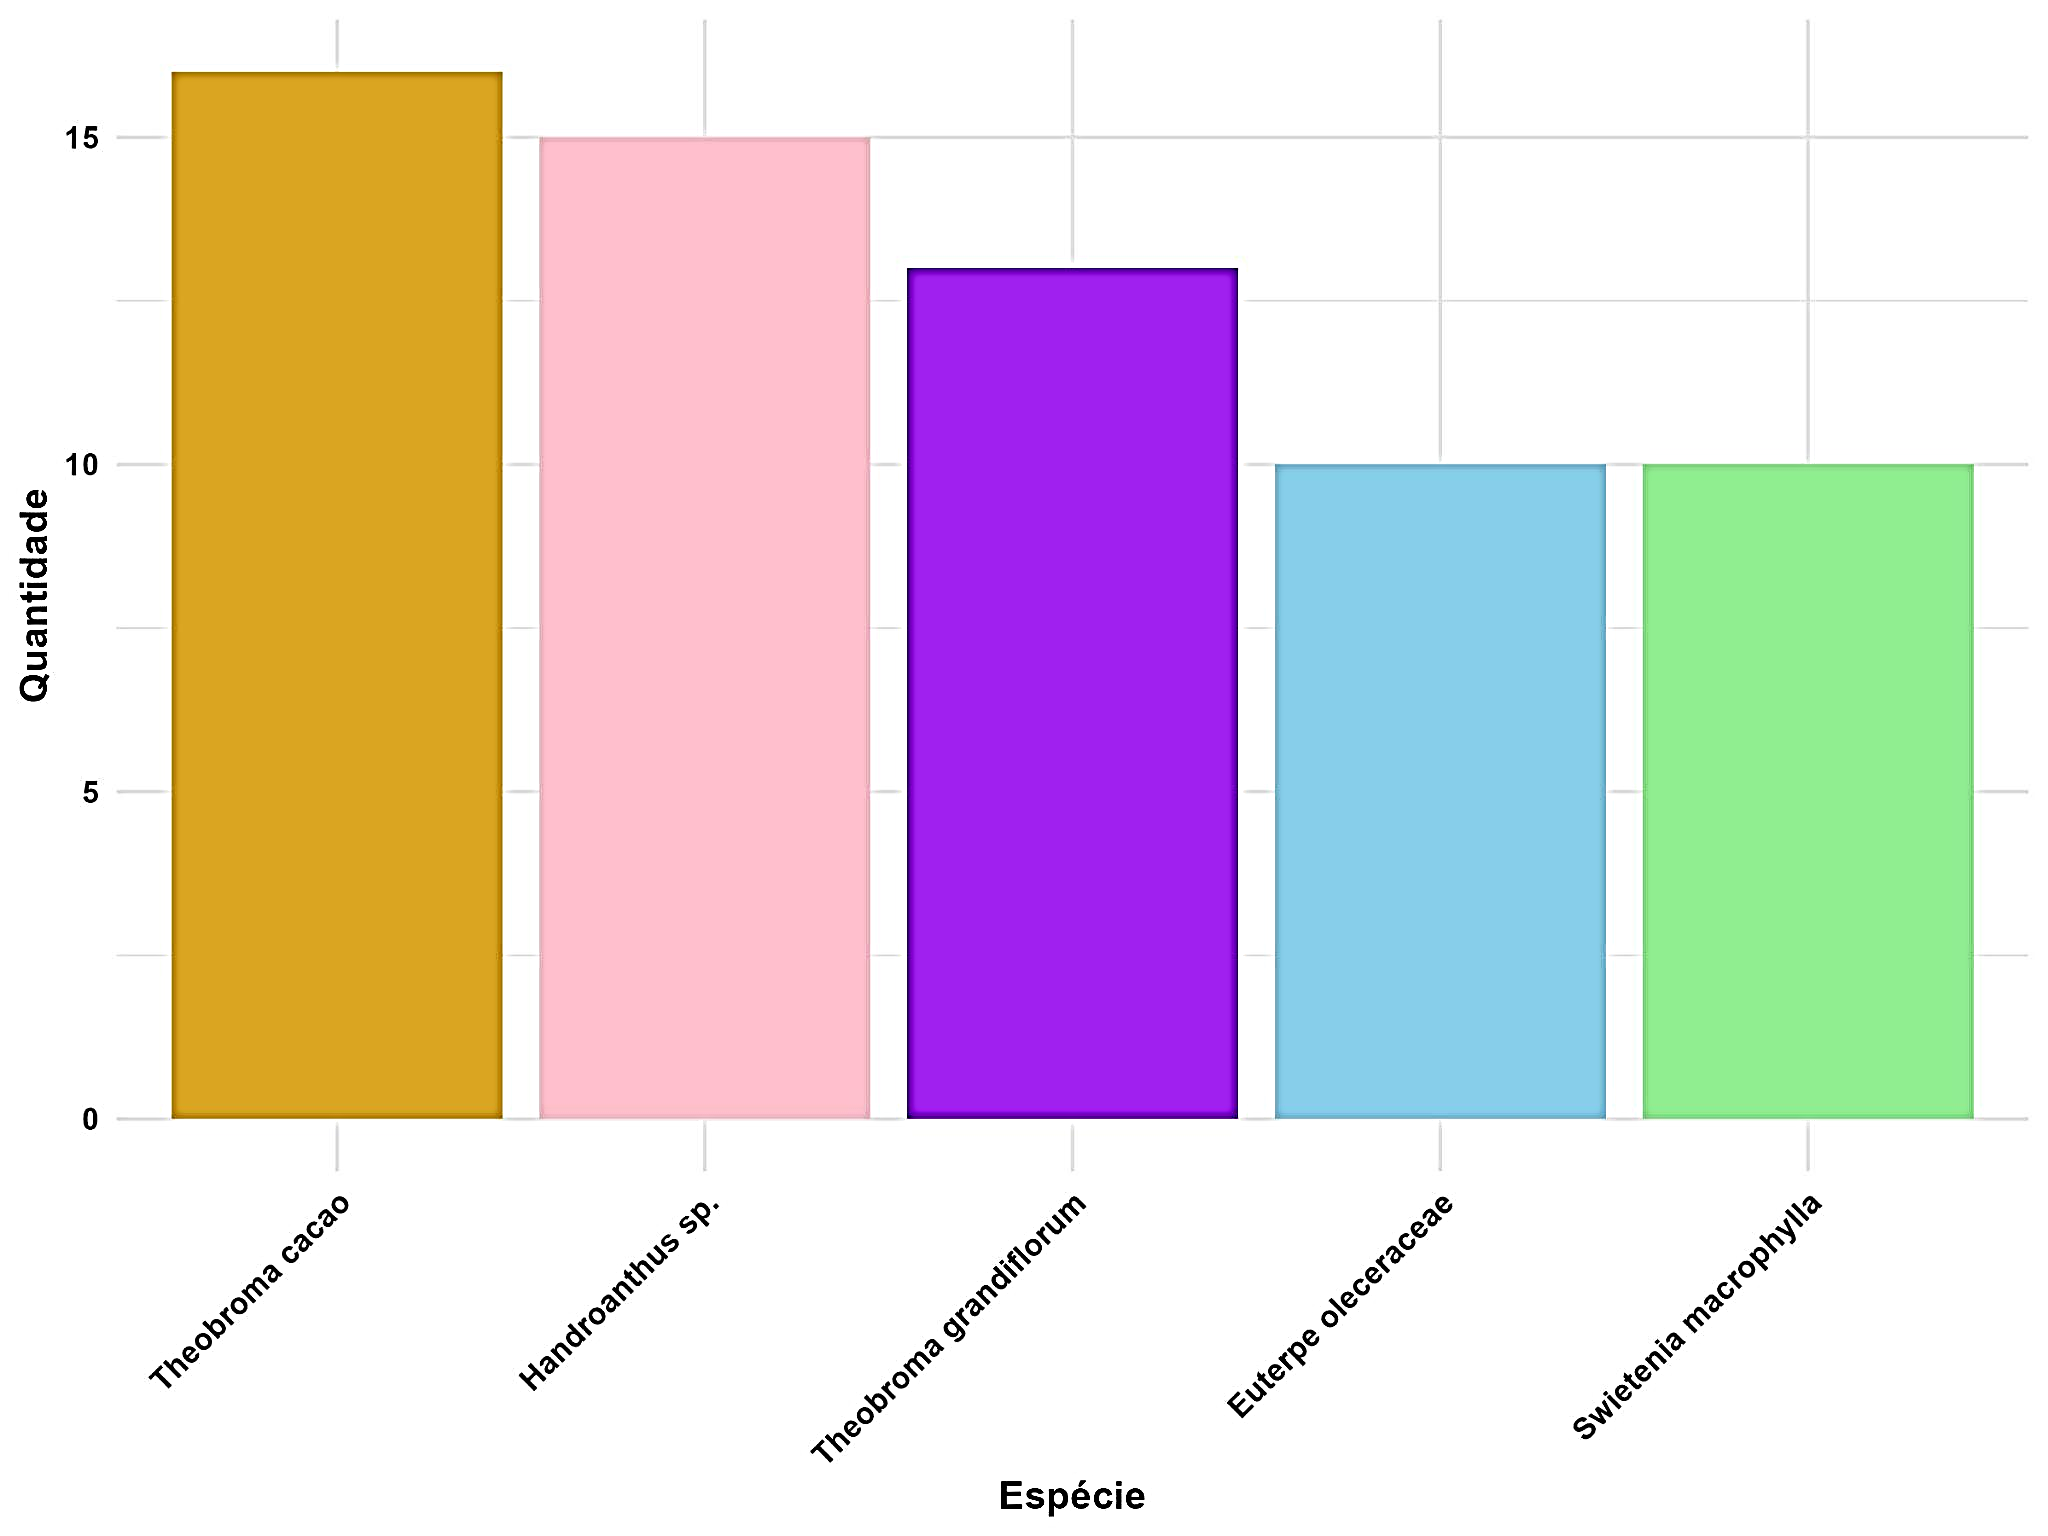 Quantidade
15
10
5
0
Theobroma cacao
Handroanthus sp.
Theobroma grandiflorum
Euterpe oleceraceae
Swietenia macrophylla
Espécie